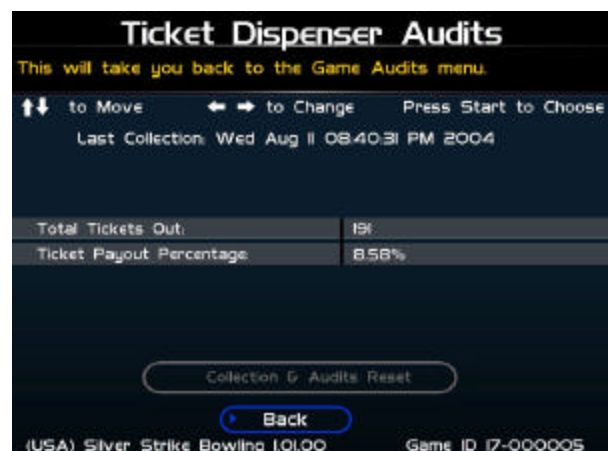 Ticket Dispenser Audits
This will take you back to the Game Audits menu.
to Move to Change Press Start to Choose
Last Collection: Wed Aug 11 08:40:31 PM 2004
Total Tickets Out: 191
Ticket Payout Percentage 8.58%
Collection & Audits Reset
Back
(USA) Silver Strike Bowling 1.01.00 Game ID 17-000005